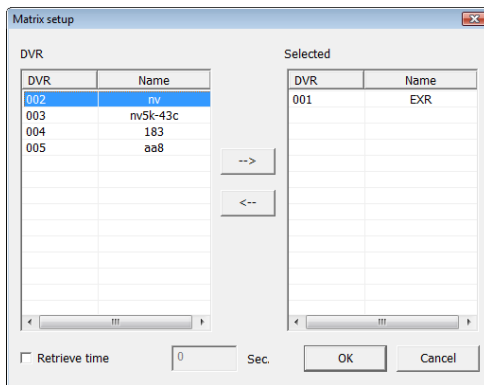 Matrix setup
DVR Selected
DVR Name DVR Name
002 nv 001 EXR
003 nv5k-43c
004 183
005 aa8
-->
<--
Retrieve time 0 Sec. OK Cancel